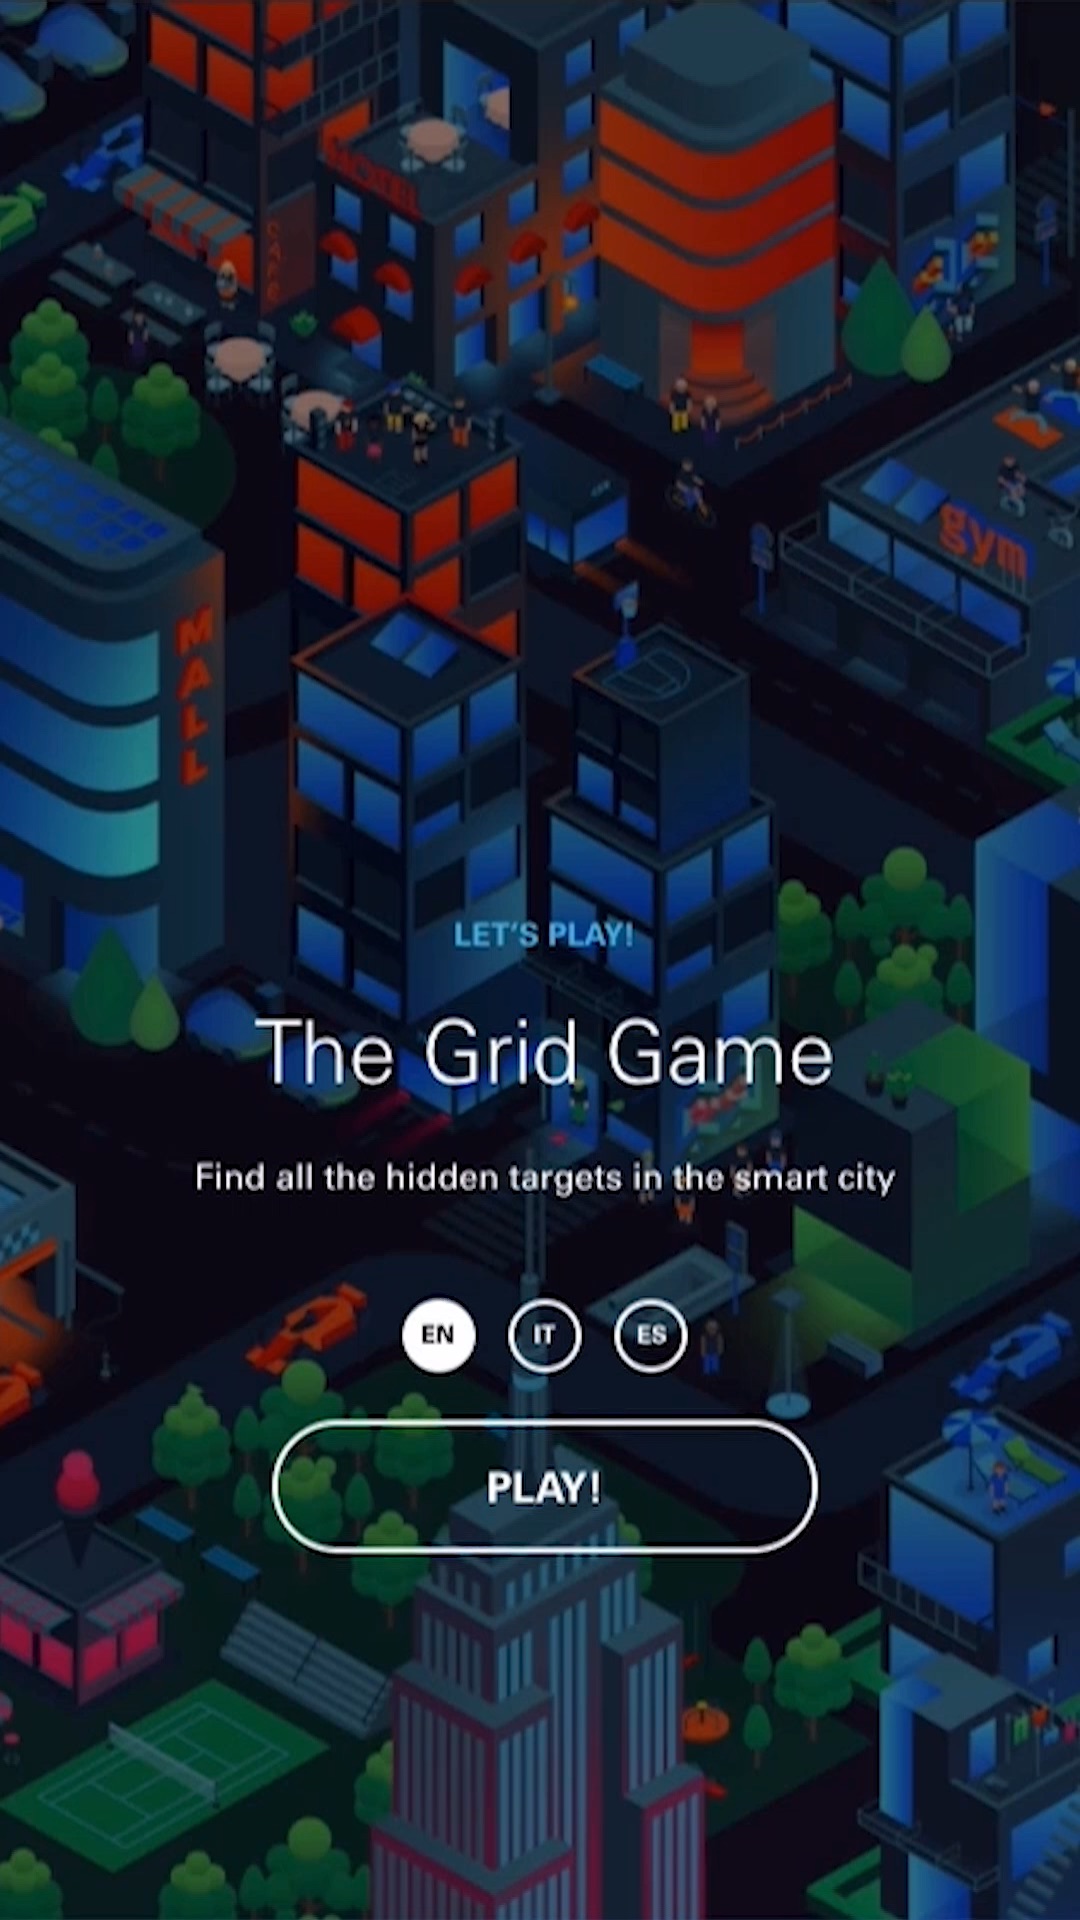 HOTEL
CAFE
gym
MALL
LET'S PLAY!
The Grid Game
Find all the hidden targets in the smart city
EN IT ES
PLAY!